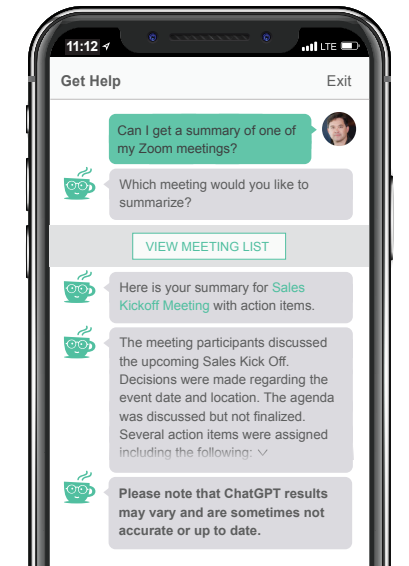 11:12
LTE
Get Help
Exit
Can I get a summary of one of
my Zoom meetings?
Which meeting would you like to
summarize?
VIEW MEETING LIST
Here is your summary for Sales
Kickoff Meeting with action items.
The meeting participants discussed
the upcoming Sales Kick Off.
Decisions were made regarding the
event date and location. The agenda
was discussed but not finalized.
Several action items were assigned
including the following:
Please note that ChatGPT results
may vary and are sometimes not
accurate or up to date.